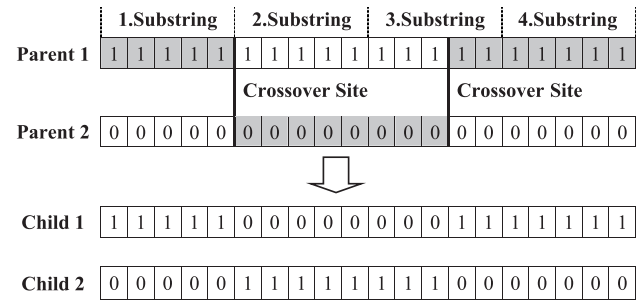 1.Substring 2.Substring 3.Substring 4.Substring
Parent 1 1 1 1 1 1 1 1 1 1 1 1 1 1 1 1 1 1 1 1 1
Crossover Site Crossover Site
Parent 2 0 0 0 0 0 0 0 0 0 0 0 0 0 0 0 0 0 0 0 0
Child 1 1 1 1 1 1 0 0 0 0 0 0 0 0 1 1 1 1 1 1 1
Child 2 0 0 0 0 0 1 1 1 1 1 1 1 1 0 0 0 0 0 0 0